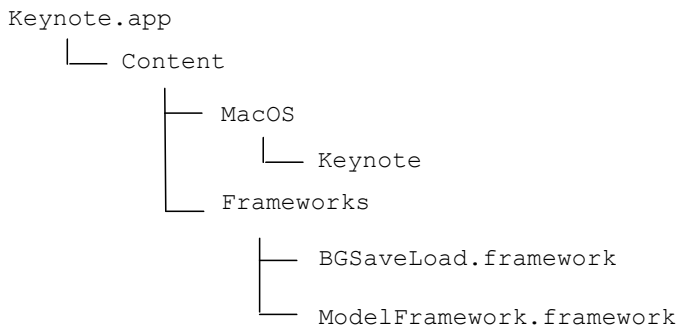 Keynote.app
Content
MacOS
Keynote
Frameworks
BGSaveLoad.framework
ModelFramework.framework